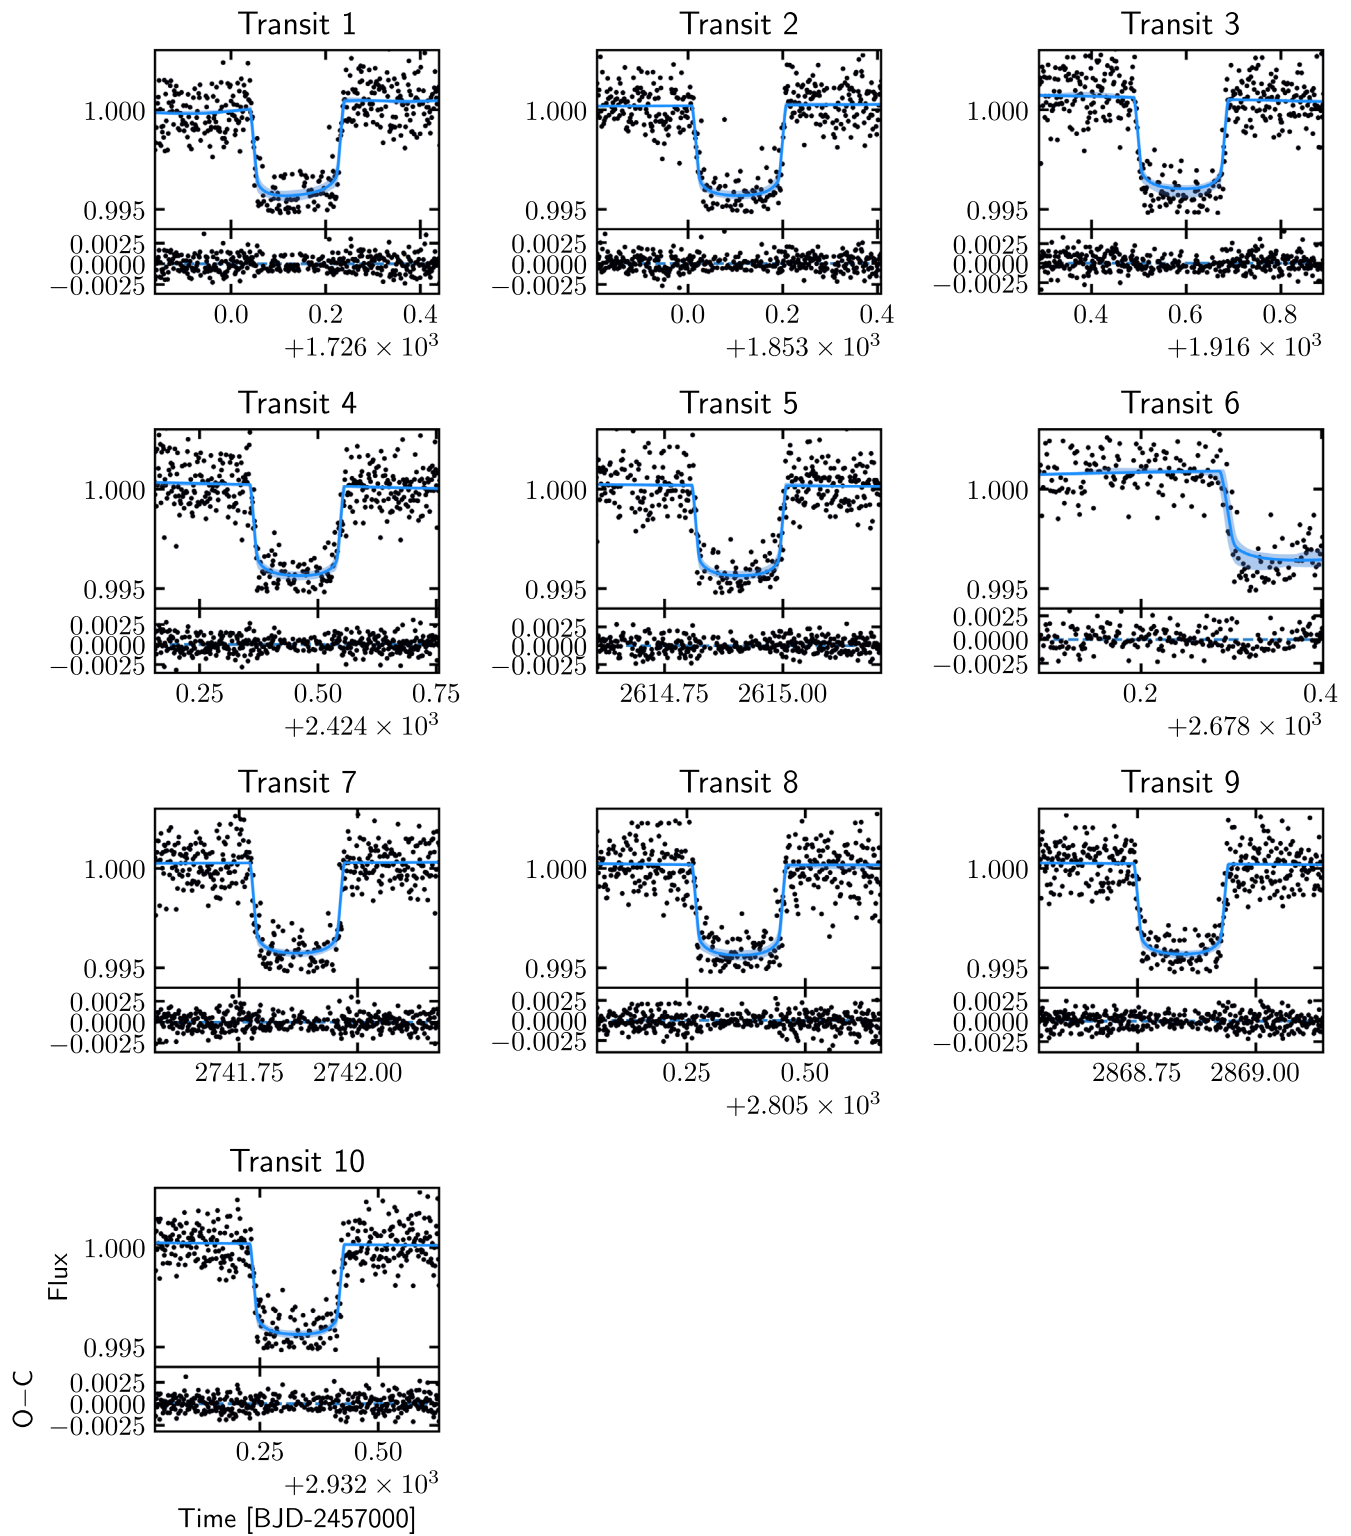 Transit 1
1.000
0.995
0.0025
0.0000
−0.0025
0.0 0.2 0.4
+1.726 × 10³
Transit 2
0.0025
0.0000
−0.0025
1.000
0.995
0.0 0.2 0.4
+1.853 × 10³
Transit 3
1.000
0.995
0.0025
0.0000
−0.0025
0.4 0.6 0.8
+1.916 × 10³
Transit 4
1.000
0.995
0.0025
0.0000
−0.0025
0.25 0.50 0.75
+2.424 × 10³
Transit 5
1.000
0.995
0.0025
0.0000
−0.0025
2614.75 2615.00
Transit 6
1.000
0.995
0.0025
0.0000
−0.0025
0.2 0.4
+2.678 × 10³
Transit 7
1.000
0.995
0.0025
0.0000
−0.0025
2741.75 2742.00
Transit 8
1.000
0.995
0.0025
0.0000
−0.0025
0.25 0.50
+2.805 × 10³
Transit 9
1.000
0.995
0.0025
0.0000
−0.0025
2868.75 2869.00
Transit 10
Flux
1.000
0.995
O−C
0.0025
0.0000
−0.0025
0.25 0.50
+2.932 × 10³
Time [BJD-2457000]